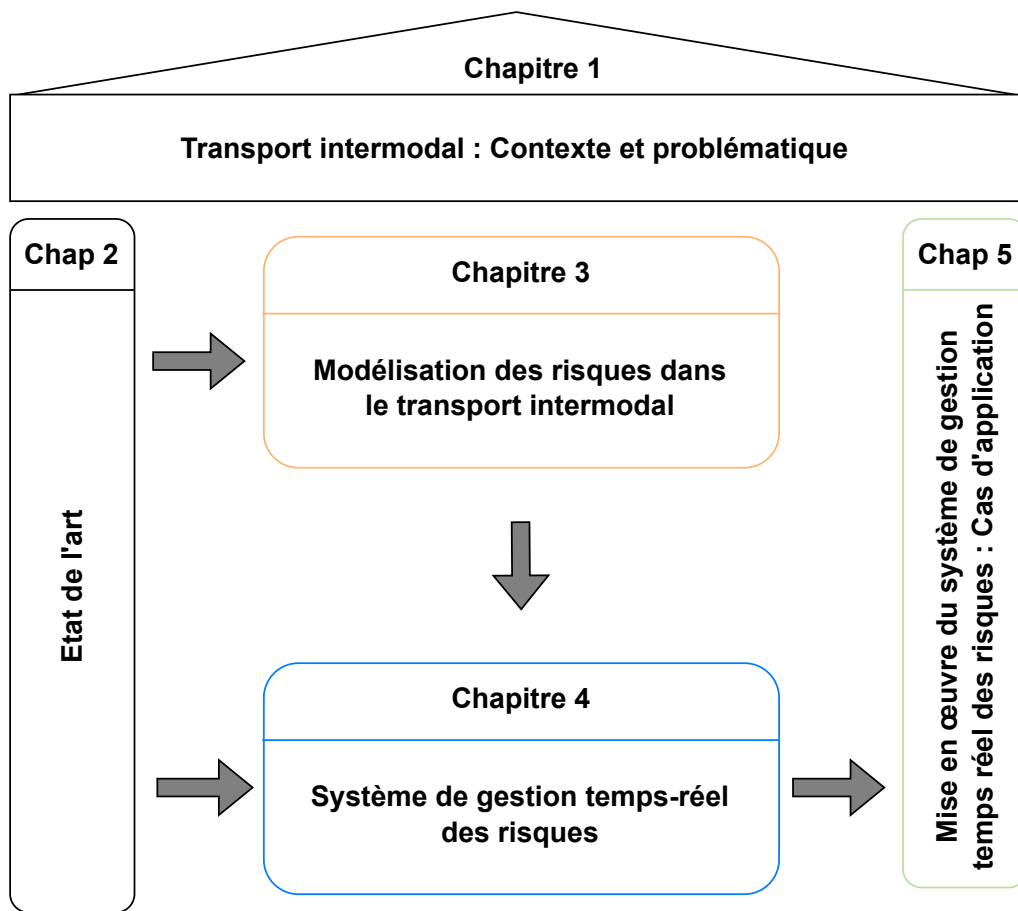 Chapitre 1
Transport intermodal : Contexte et problématique
Chap 2
Etat de l'art
Chapitre 3
Modélisation des risques dans
le transport intermodal
Chapitre 4
Système de gestion temps-réel
des risques
Chap 5
Mise en œuvre du système de gestion
temps réel des risques : Cas d'application